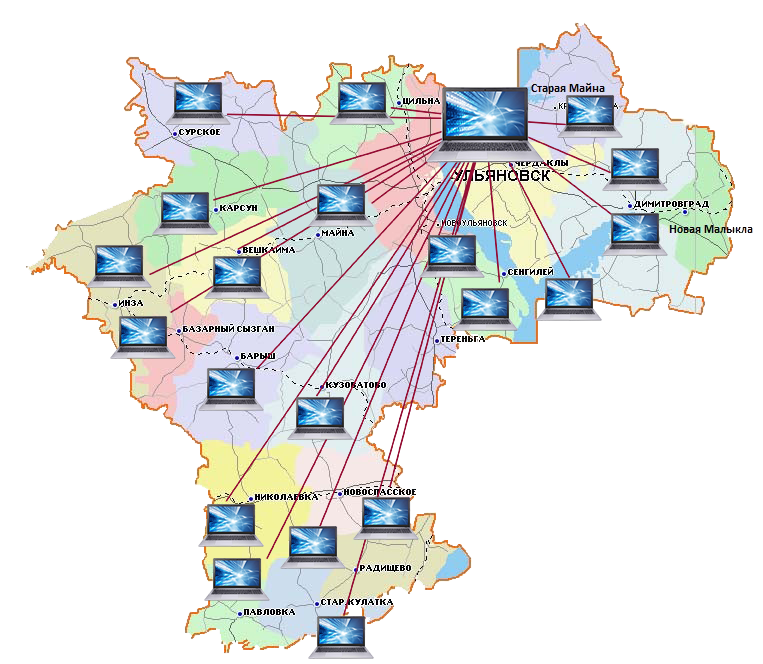 Старая Майна
ЦИЛЬНА
СУРСКОЕ
ЧЕРДАКЛЫ
УЛЬЯНОВСК
ДИМИТРОВГРАД
КАРСУН
НОВОУЛЬЯНОВСК
Новая Малыкла
МАЙНА
ВЕШКАЙМА
СЕНГИЛЕЙ
ИНЗА
БАЗАРНЫЙ СЫЗГАН
ТЕРЕНЬГА
БАРЫШ
КУЗОВАТОВО
НИКОЛАЕВКА
НОВОСПАССКОЕ
РАДИЩЕВО
СТАР.КУЛАТКА
ПАВЛОВКА